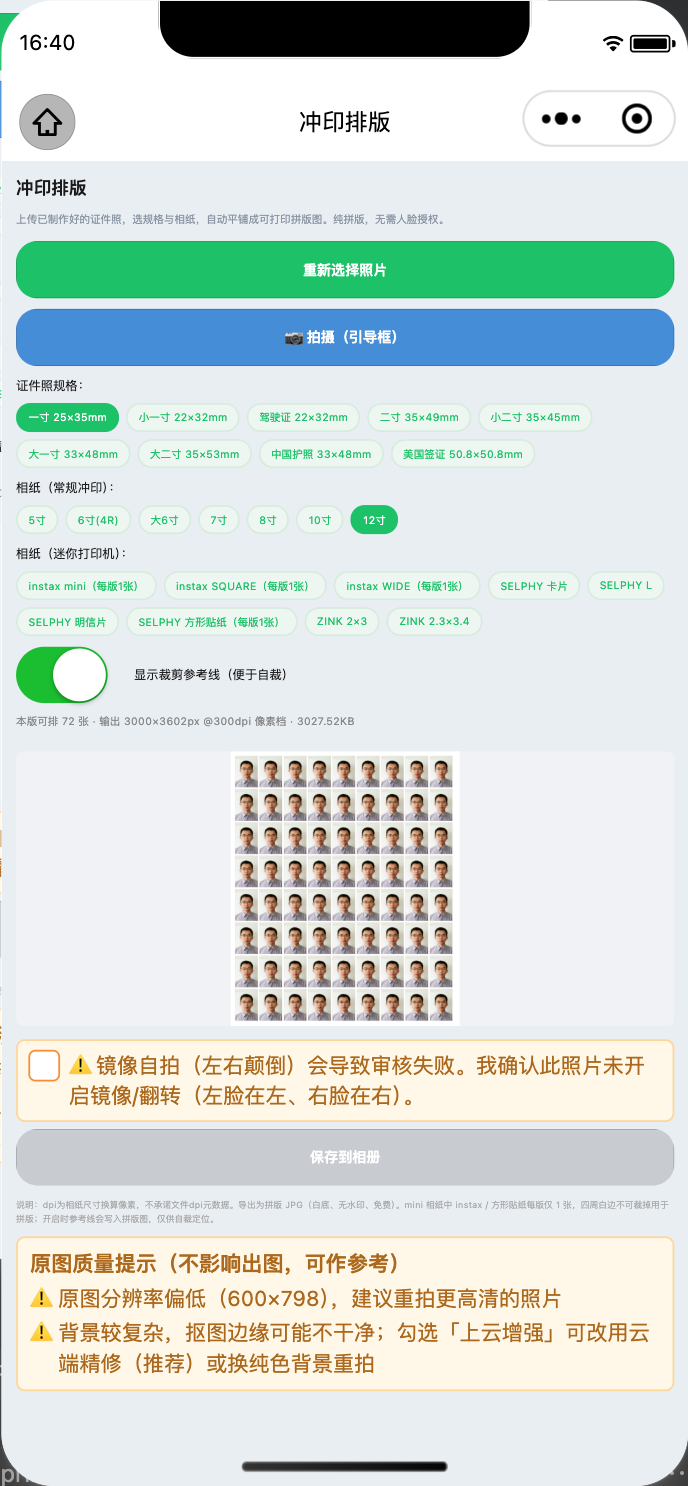 16:40
冲印排版
冲印排版
上传已制作好的证件照，选规格与相纸，自动平铺成可打印拼版图。纯拼版，无需人脸授权。
重新选择照片
拍摄（引导框）
证件照规格：
一寸 25×35mm 小一寸 22×32mm 驾驶证 22×32mm 二寸 35×49mm 小二寸 35×45mm
大一寸 33×48mm 大二寸 35×53mm 中国护照 33×48mm 美国签证 50.8×50.8mm
相纸（常规冲印）：
5寸 6寸(4R) 大6寸 7寸 8寸 10寸 12寸
相纸（迷你打印机）：
instax mini（每版1张） instax SQUARE（每版1张） instax WIDE（每版1张） SELPHY 卡片 SELPHY L
SELPHY 明信片 SELPHY 方形贴纸（每版1张） ZINK 2×3 ZINK 2.3×3.4
显示裁剪参考线（便于自裁）
本版可排 72 张 · 输出 3000×3602px @300dpi 像素档 · 3027.52KB
⚠️ 镜像自拍（左右颠倒）会导致审核失败。我确认此照片未开
启镜像/翻转（左脸在左、右脸在右）。
保存到相册
说明：dpi为相纸尺寸换算像素，不承诺文件dpi元数据。导出为拼版 JPG（白底、无水印、免费）。mini 相纸中 instax / 方形贴纸每版仅 1 张，四周白边不可裁掉用于
拼版；开启时参考线会写入拼版图，仅供自裁定位。
原图质量提示（不影响出图，可作参考）
⚠️ 原图分辨率偏低（600×798），建议重拍更高清的照片
⚠️ 背景较复杂，抠图边缘可能不干净；勾选「上云增强」可改用云
端精修（推荐）或换纯色背景重拍